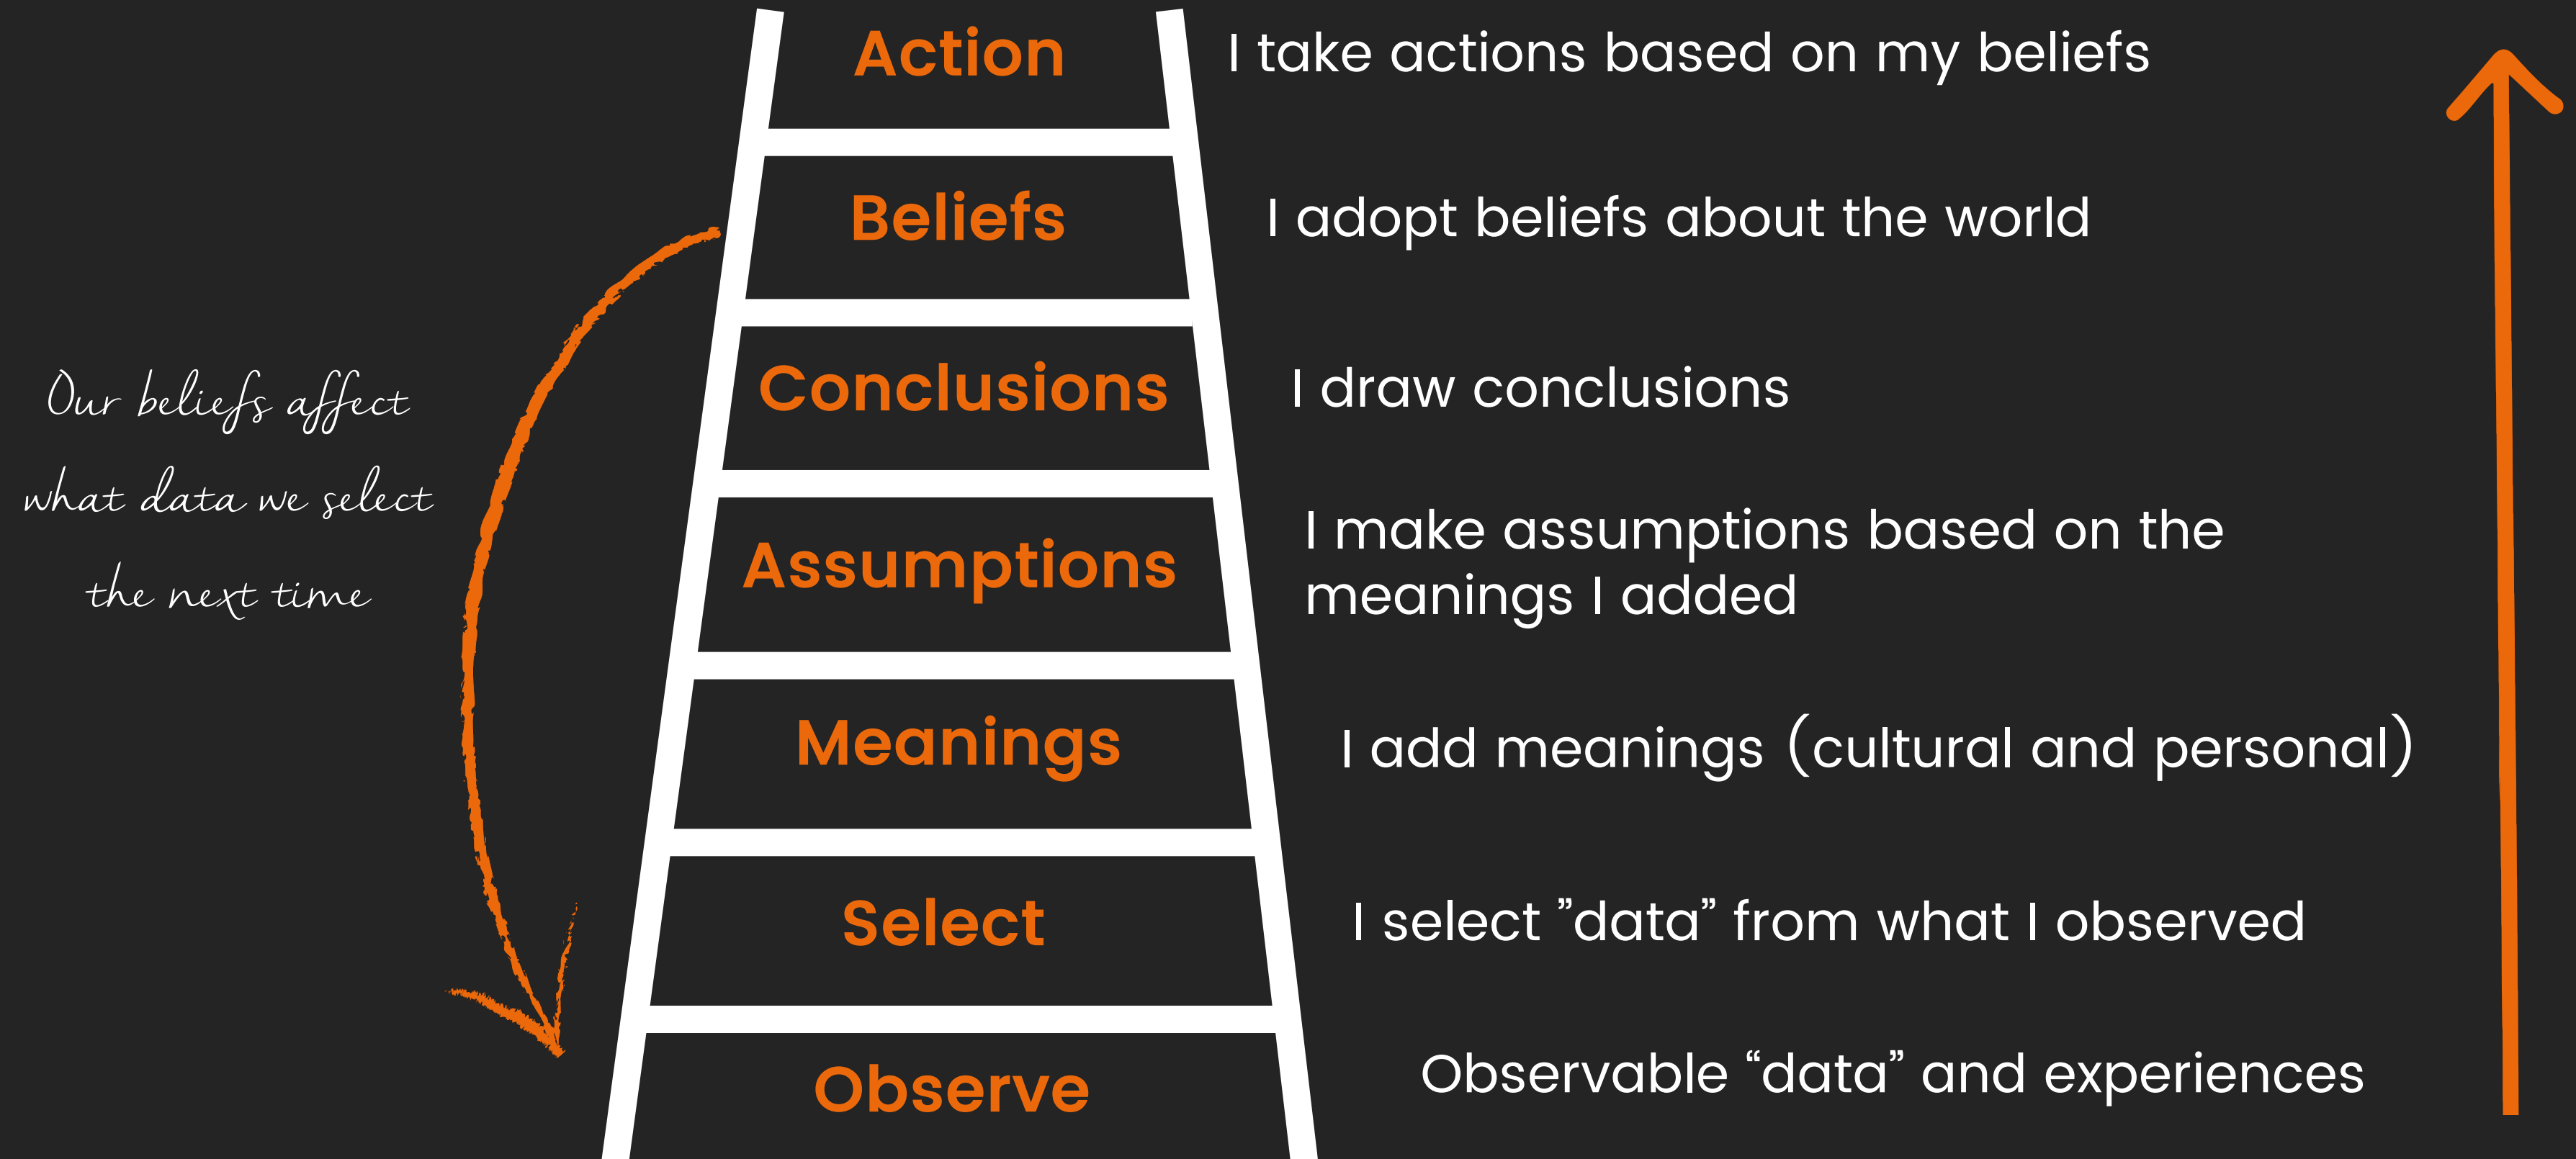 Action
I take actions based on my beliefs
Beliefs
I adopt beliefs about the world
Conclusions
I draw conclusions
Assumptions
I make assumptions based on the
meanings I added
Meanings
I add meanings (cultural and personal)
Select
I select ”data” from what I observed
Observe
Observable “data” and experiences
Our beliefs affect
what data we select
the next time